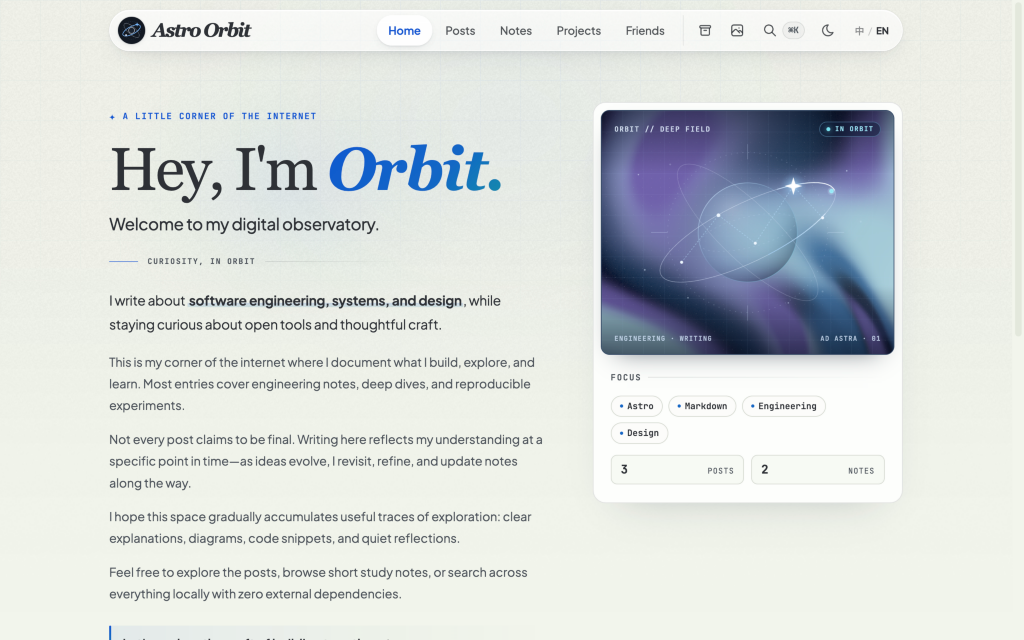 Astro Orbit
Home Posts Notes Projects Friends ⌘K 中 / EN
✦ A LITTLE CORNER OF THE INTERNET
Hey, I'm Orbit.
Welcome to my digital observatory.
CURIOSITY, IN ORBIT
I write about software engineering, systems, and design, while
staying curious about open tools and thoughtful craft.
This is my corner of the internet where I document what I build, explore, and
learn. Most entries cover engineering notes, deep dives, and reproducible
experiments.
Not every post claims to be final. Writing here reflects my understanding at a
specific point in time—as ideas evolve, I revisit, refine, and update notes
along the way.
I hope this space gradually accumulates useful traces of exploration: clear
explanations, diagrams, code snippets, and quiet reflections.
Feel free to explore the posts, browse short study notes, or search across
everything locally with zero external dependencies.
ORBIT // DEEP FIELD
IN ORBIT
ENGINEERING · WRITING
AD ASTRA · 01
FOCUS
Astro
Markdown
Engineering
Design
3 POSTS
2 NOTES